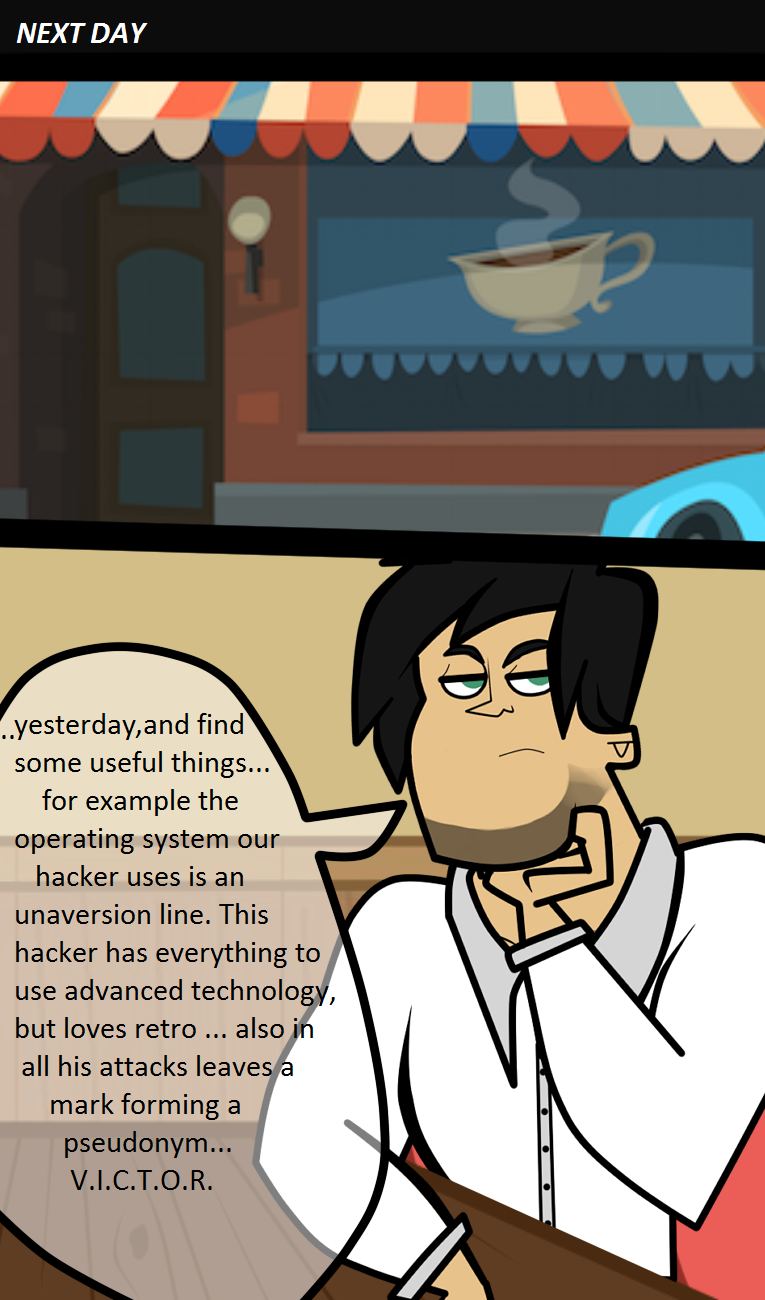 NEXT DAY
..yesterday,and find
some useful things...
for example the
operating system our
hacker uses is an
unaversion line. This
hacker has everything to
use advanced technology,
but loves retro ... also in
all his attacks leaves a
mark forming a
pseudonym...
V.I.C.T.O.R.